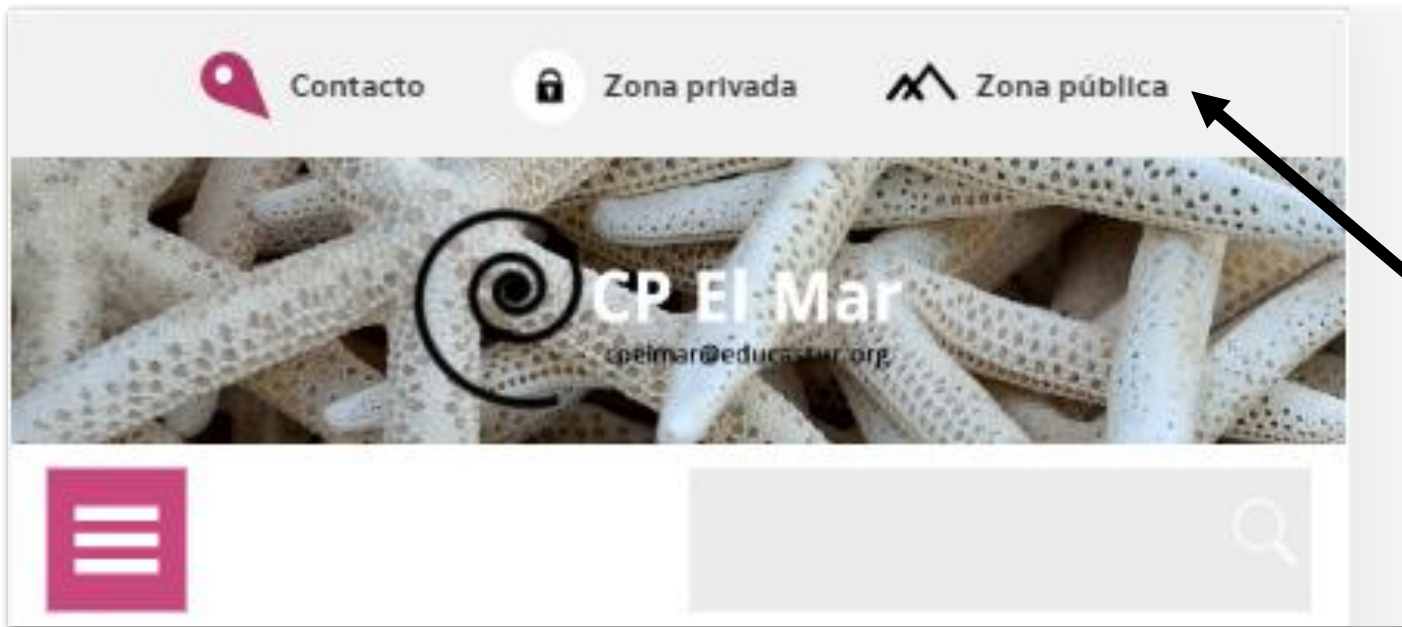 Contacto
Zona privada
Zona pública
CP El Mar
cpelmar@educastur.org